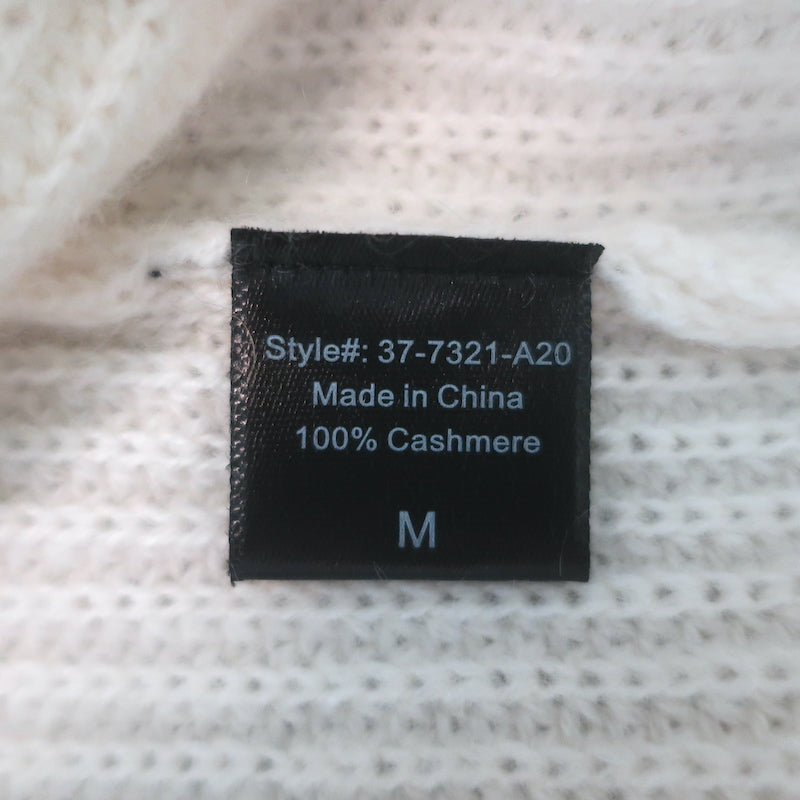 Style#: 37-7321-A20
Made in China
100% Cashmere
M